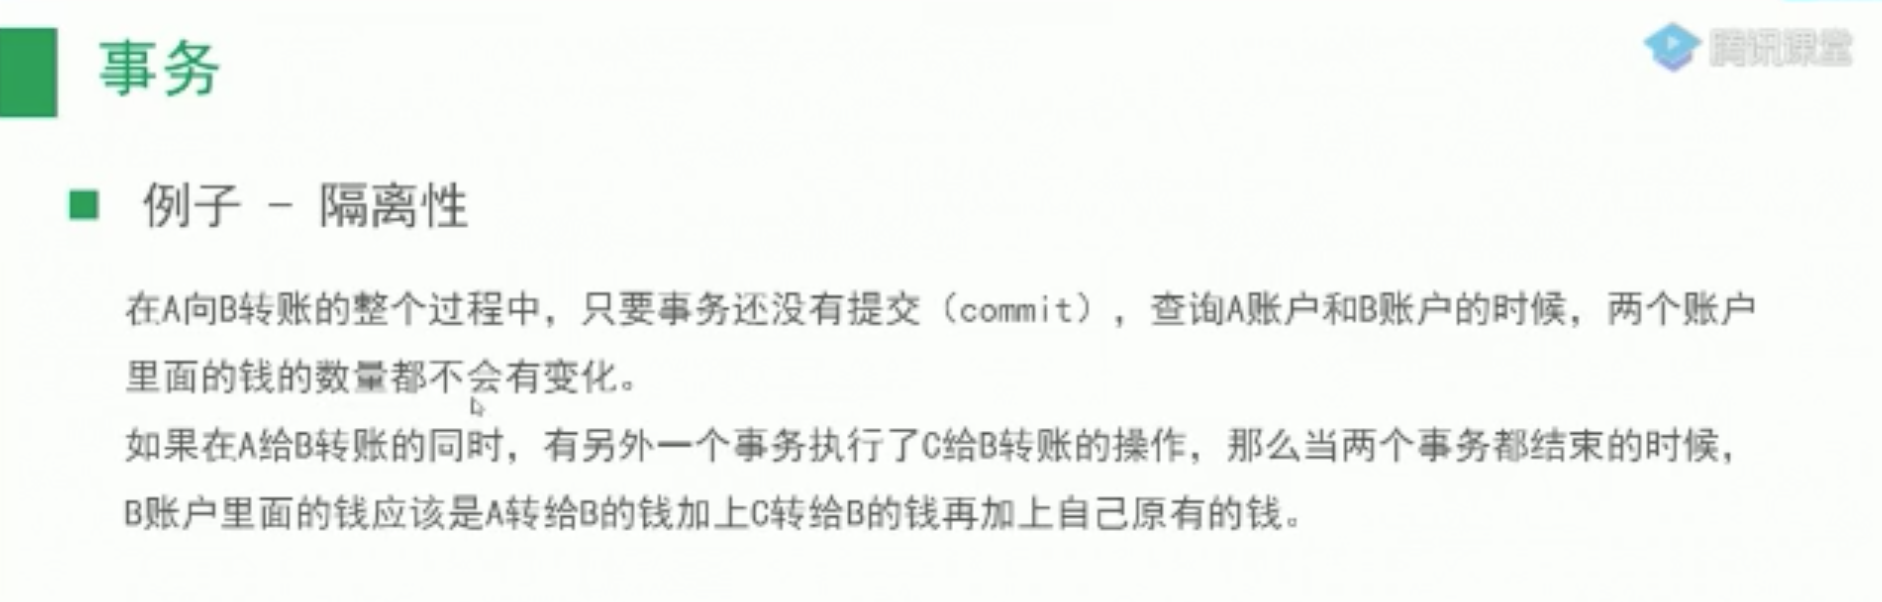 事务
腾讯课堂
例子 - 隔离性
在A向B转账的整个过程中，只要事务还没有提交（commit），查询A账户和B账户的时候，两个账户
里面的钱的数量都不会有变化。
如果在A给B转账的同时，有另外一个事务执行了C给B转账的操作，那么当两个事务都结束的时候，
B账户里面的钱应该是A转给B的钱加上C转给B的钱再加上自己原有的钱。